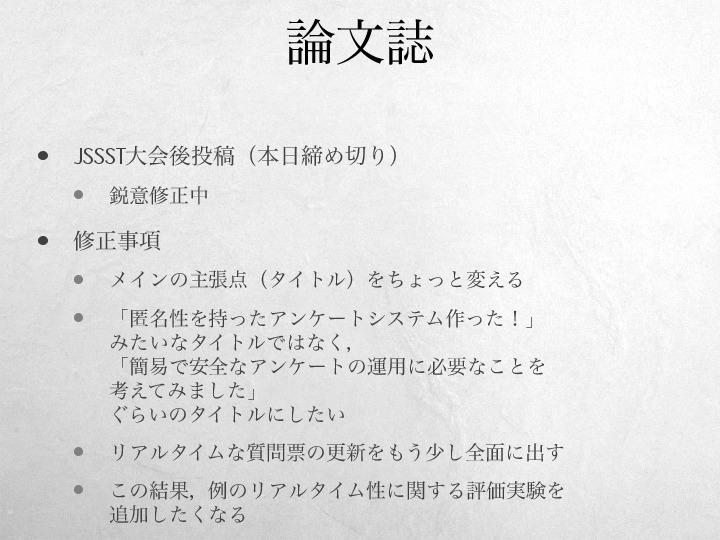 論文誌
JSSST大会後投稿（本日締め切り）
鋭意修正中
修正事項
メインの主張点（タイトル）をちょっと変える
「匿名性を持ったアンケートシステム作った！」
みたいなタイトルではなく，
「簡易で安全なアンケートの運用に必要なことを
考えてみました」
ぐらいのタイトルにしたい
リアルタイムな質問票の更新をもう少し全面に出す
この結果，例のリアルタイム性に関する評価実験を
追加したくなる